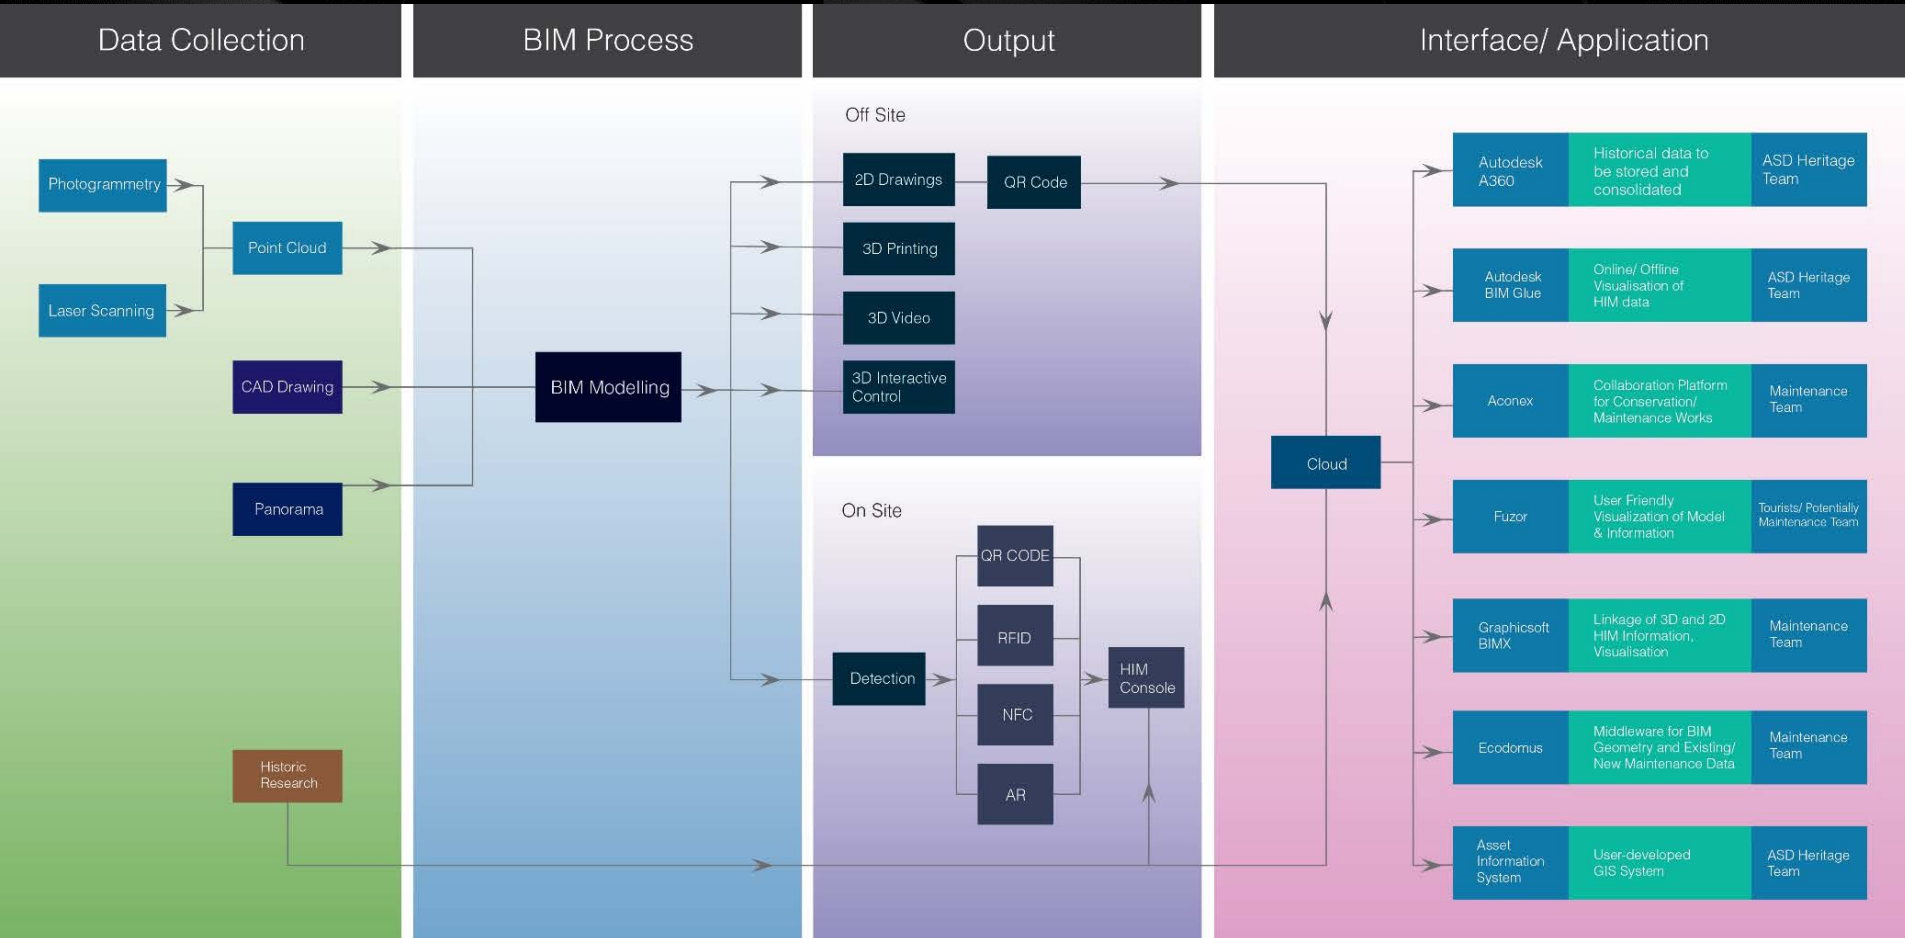 Data Collection
BIM Process
Output
Interface/ Application
Photogrammetry
Laser Scanning
Point Cloud
CAD Drawing
Panorama
Historic
Research
BIM Modelling
Off Site
2D Drawings
QR Code
3D Printing
3D Video
3D Interactive
Control
On Site
Detection
QR CODE
RFID
NFC
AR
HIM
Console
Cloud
Autodesk
A360
Historical data to
be stored and
consolidated
ASD Heritage
Team
Autodesk
BIM Glue
Online/ Offline
Visualisation of
HIM data
ASD Heritage
Team
Aconex
Collaboration Platform
for Conservation/
Maintenance Works
Maintenance
Team
Fuzor
User Friendly
Visualization of Model
& Information
Tourists/ Potentially
Maintenance Team
Graphicsoft
BIMX
Linkage of 3D and 2D
HIM Information,
Visualisation
Maintenance
Team
Ecodomus
Middleware for BIM
Geometry and Existing/
New Maintenance Data
Maintenance
Team
Asset
Information
System
User-developed
GIS System
ASD Heritage
Team